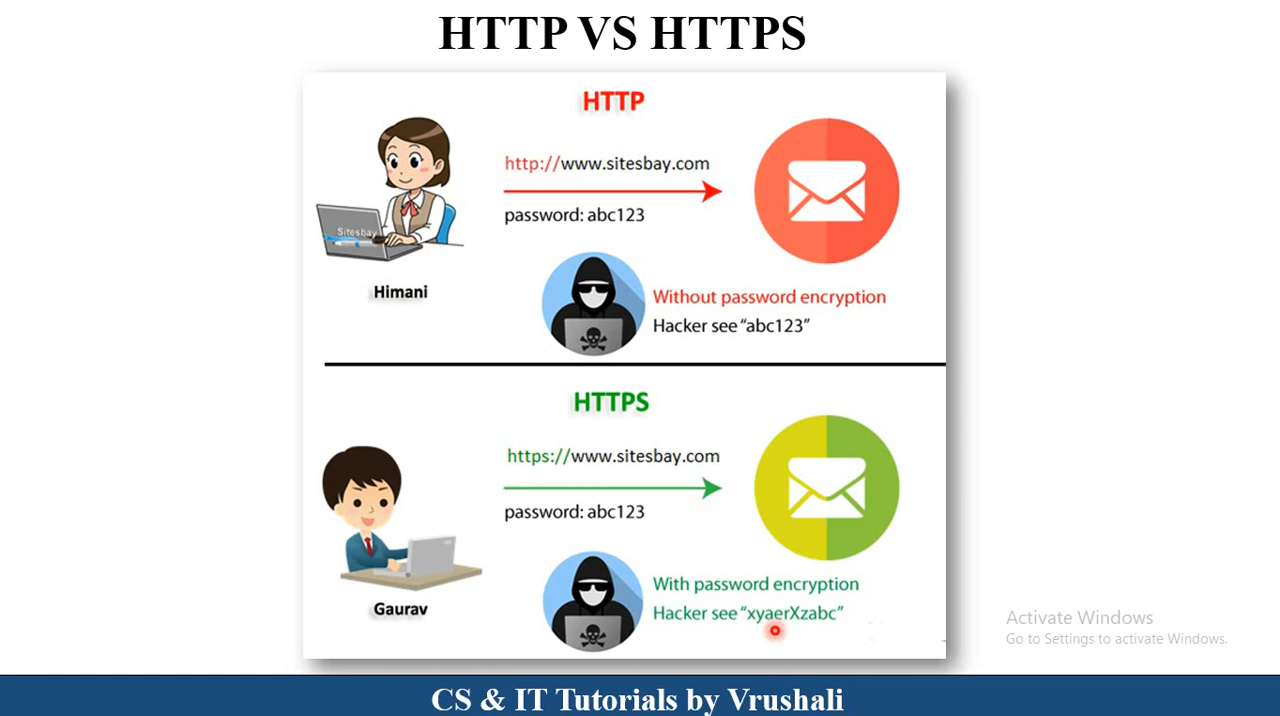 HTTP VS HTTPS
HTTP
http://www.sitesbay.com
password: abc123
Sitesbay
Himani
Without password encryption
Hacker see “abc123”
HTTPS
https://www.sitesbay.com
password: abc123
Gaurav
With password encryption
Hacker see “xyaerXzabc”
Activate Windows
Go to Settings to activate Windows.
CS & IT Tutorials by Vrushali